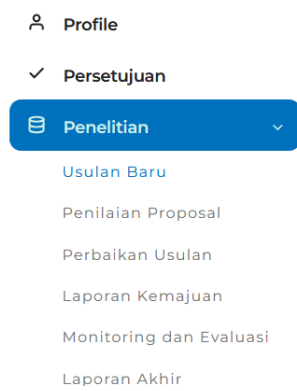 Profile
Persetujuan
Penelitian
Usulan Baru
Penilaian Proposal
Perbaikan Usulan
Laporan Kemajuan
Monitoring dan Evaluasi
Laporan Akhir